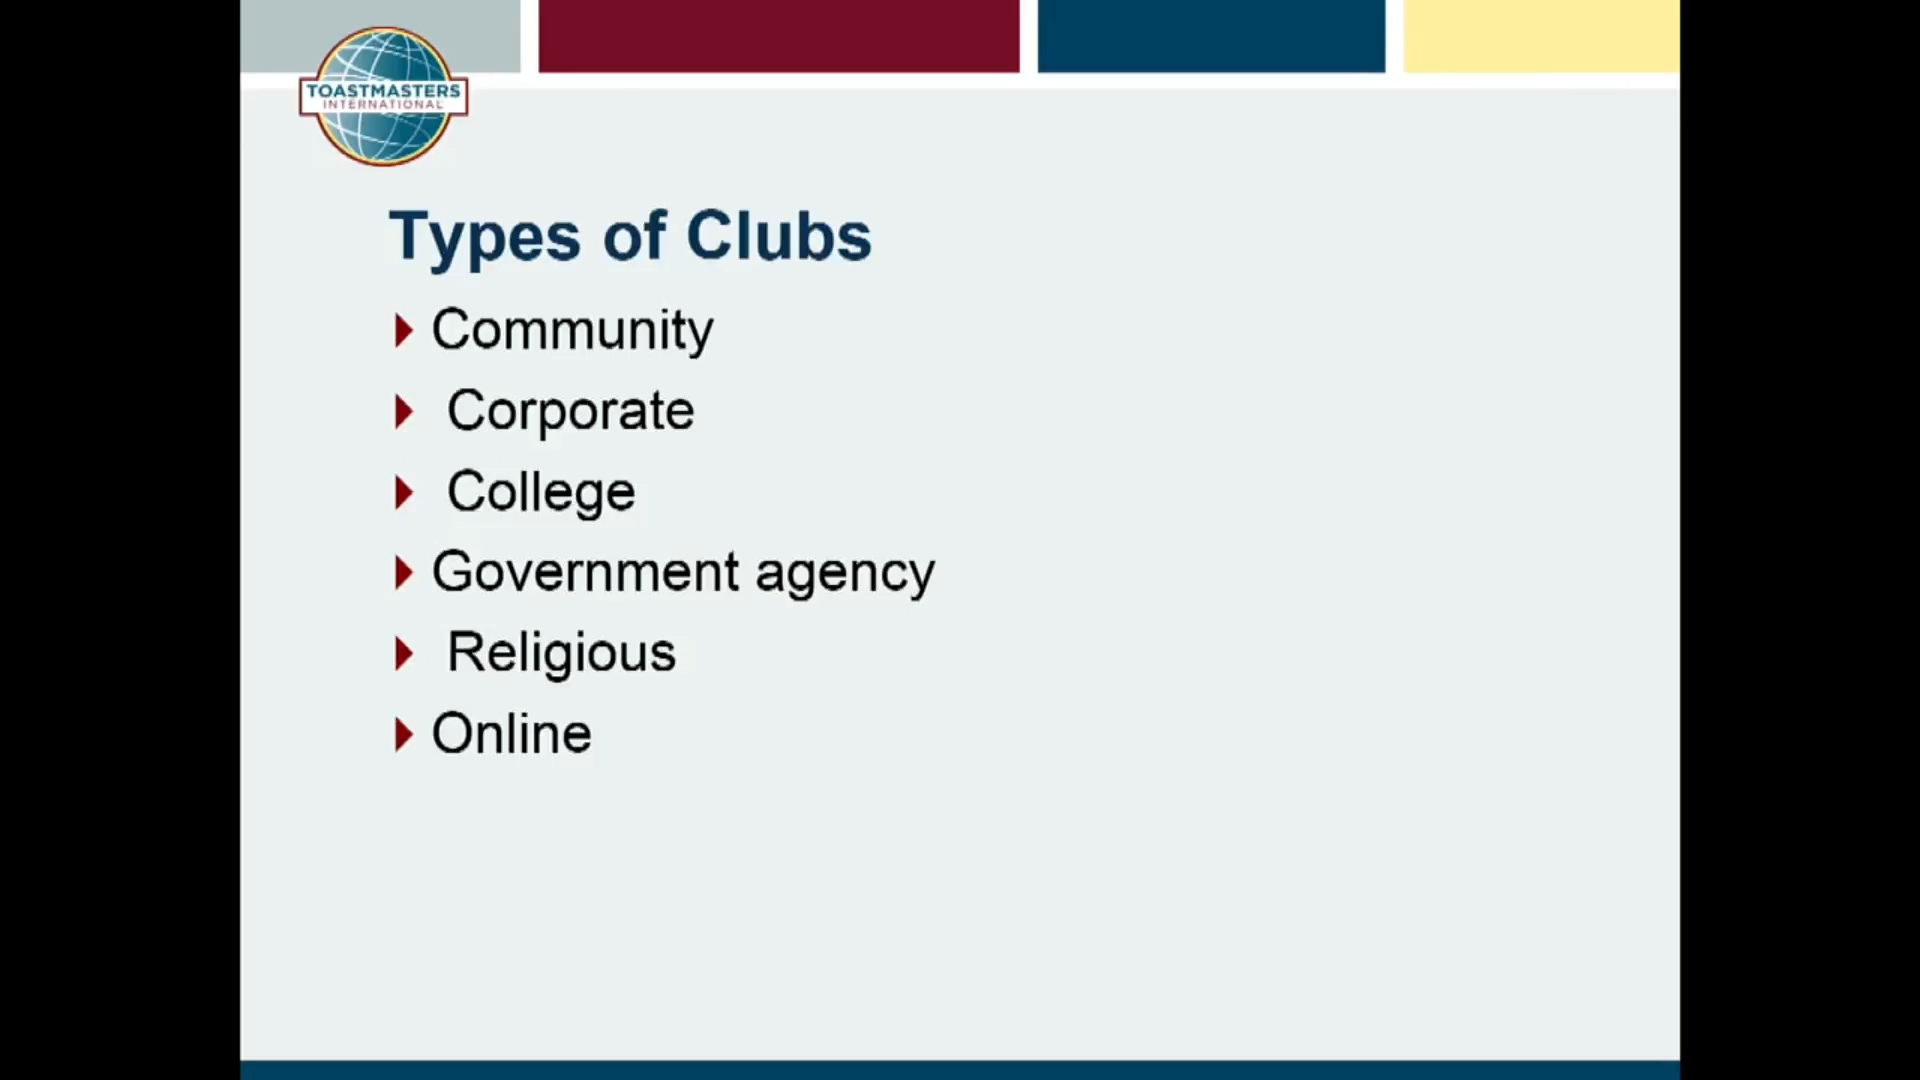 TOASTMASTERS
INTERNATIONAL
Types of Clubs
Community
Corporate
College
Government agency
Religious
Online